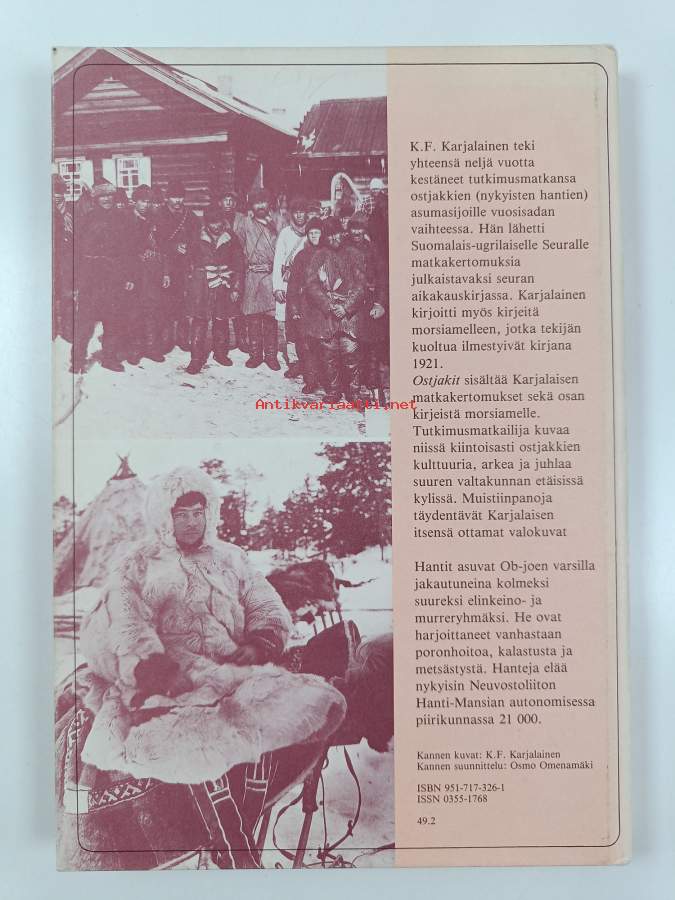 K.F. Karjalainen teki
yhteensä neljä vuotta
kestäneet tutkimusmatkansa
ostjakkien (nykyisten hantien)
asumasijoille vuosisadan
vaihteessa. Hän lähetti
Suomalais-ugrilaiselle Seuralle
matkakertomuksia
julkaistavaksi seuran
aikakauskirjassa. Karjalainen
kirjoitti myös kirjeitä
morsiamelleen, jotka tekijän
kuoltua ilmestyivät kirjana
1921.
Ostjakit sisältää Karjalaisen
matkakertomukset sekä osan
Antikvariaatti.net
kirjeistä morsiamelle.
Tutkimusmatkailija kuvaa
niissä kiintoisasti ostjakkien
kulttuuria, arkea ja juhlaa
suuren valtakunnan etäisissä
kylissä. Muistiinpanoja
täydentävät Karjalaisen
itsensä ottamat valokuvat
Hantit asuvat Ob-joen varsilla
jakautuneina kolmeksi
suureksi elinkeino- ja
murreryhmäksi. He ovat
harjoittaneet vanhastaan
poronhoitoa, kalastusta ja
metsästystä. Hanteja elää
nykyisin Neuvostoliiton
Hanti-Mansian autonomisessa
piirikunnassa 21 000.
Kannen kuvat: K.F. Karjalainen
Kannen suunnittelu: Osmo Omenamäki
ISBN 951-717-326-1
ISSN 0355-1768
49.2